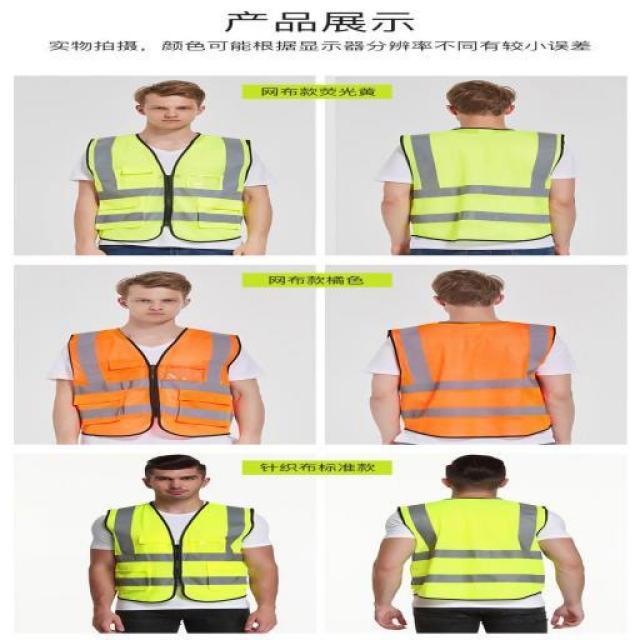 产品展示
实物拍摄，颜色可能根据显示器分辨率不同有较小误差
网布款荧光黄
网布款橘色
针织布标准款